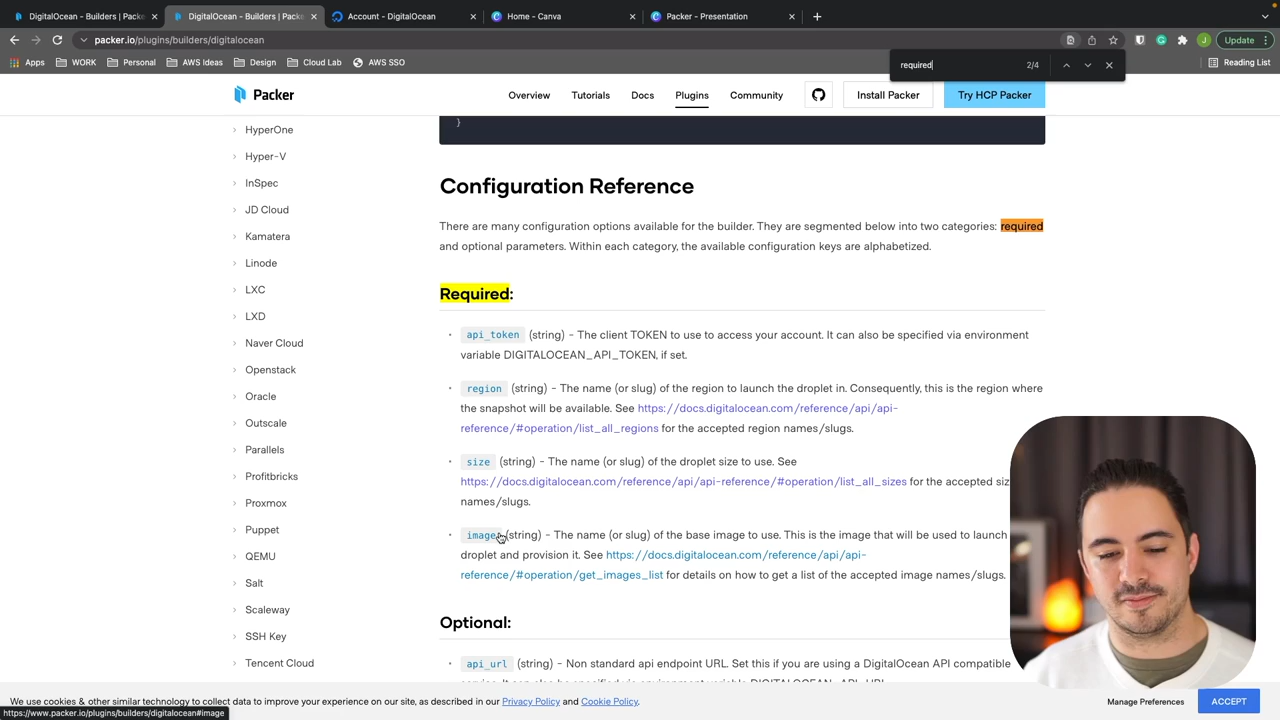 DigitalOcean - Builders | Packe
DigitalOcean - Builders | Packe
Account - DigitalOcean
Home - Canva
Packer - Presentation
packer.io/plugins/builders/digitalocean
Update
Apps
WORK
Personal
AWS Ideas
Design
Cloud Lab
AWS SSO
required
2/4
Reading List
Packer
Overview
Tutorials
Docs
Plugins
Community
Install Packer
Try HCP Packer
HyperOne
Hyper-V
InSpec
JD Cloud
Kamatera
Linode
LXC
LXD
Naver Cloud
Openstack
Oracle
Outscale
Parallels
Profitbricks
Proxmox
Puppet
QEMU
Salt
Scaleway
SSH Key
Tencent Cloud
}
Configuration Reference
There are many configuration options available for the builder. They are segmented below into two categories: required
and optional parameters. Within each category, the available configuration keys are alphabetized.
Required:
api_token (string) - The client TOKEN to use to access your account. It can also be specified via environment
variable DIGITALOCEAN_API_TOKEN, if set.
region (string) - The name (or slug) of the region to launch the droplet in. Consequently, this is the region where
the snapshot will be available. See https://docs.digitalocean.com/reference/api/api-
reference/#operation/list_all_regions for the accepted region names/slugs.
size (string) - The name (or slug) of the droplet size to use. See
https://docs.digitalocean.com/reference/api/api-reference/#operation/list_all_sizes for the accepted siz
names/slugs.
image (string) - The name (or slug) of the base image to use. This is the image that will be used to launch
droplet and provision it. See https://docs.digitalocean.com/reference/api/api-
reference/#operation/get_images_list for details on how to get a list of the accepted image names/slugs.
Optional:
api_url (string) - Non standard api endpoint URL. Set this if you are using a DigitalOcean API compatible
We use cookies & other similar technology to collect data to improve your experience on our site, as described in our Privacy Policy and Cookie Policy.
Manage Preferences
ACCEPT
https://www.packer.io/plugins/builders/digitalocean#image